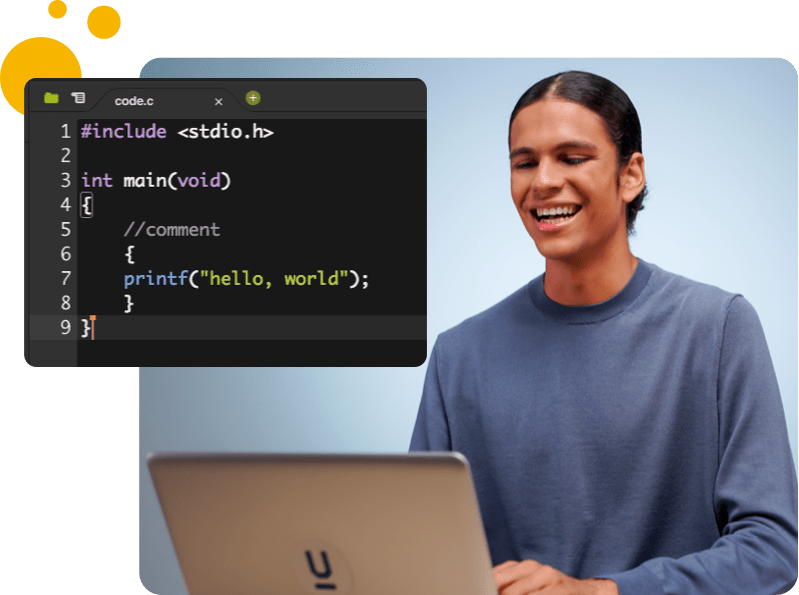 code.c
1 #include <stdio.h>
2
3 int main(void)
4 {
5 //comment
6 {
7 printf("hello, world");
8 }
9 }
IU